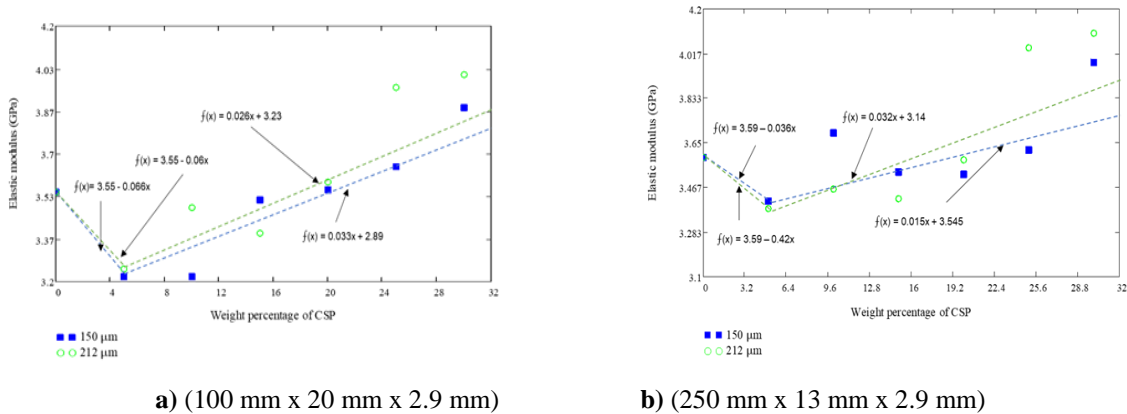 4.2
4.03
3.87
3.7
3.53
3.37
3.2
Elastic modulus (GPa)
ƒ(x) = 0.026x + 3.23
ƒ(x) = 3.55 - 0.06x
ƒ(x) = 3.55 - 0.066x
ƒ(x) = 0.033x + 2.89
0 4 8 12 16 20 24 28 32
Weight percentage of CSP
150 µm
212 µm
a) (100 mm x 20 mm x 2.9 mm)
4.2
4.017
3.833
3.65
3.467
3.283
3.1
Elastic modulus (GPa)
ƒ(x) = 3.59 – 0.036x
ƒ(x) = 0.032x + 3.14
ƒ(x) = 0.015x + 3.545
ƒ(x) = 3.59 – 0.42x
0 3.2 6.4 9.6 12.8 16 19.2 22.4 25.6 28.8 32
Weight percentage of CSP
150 µm
212 µm
b) (250 mm x 13 mm x 2.9 mm)